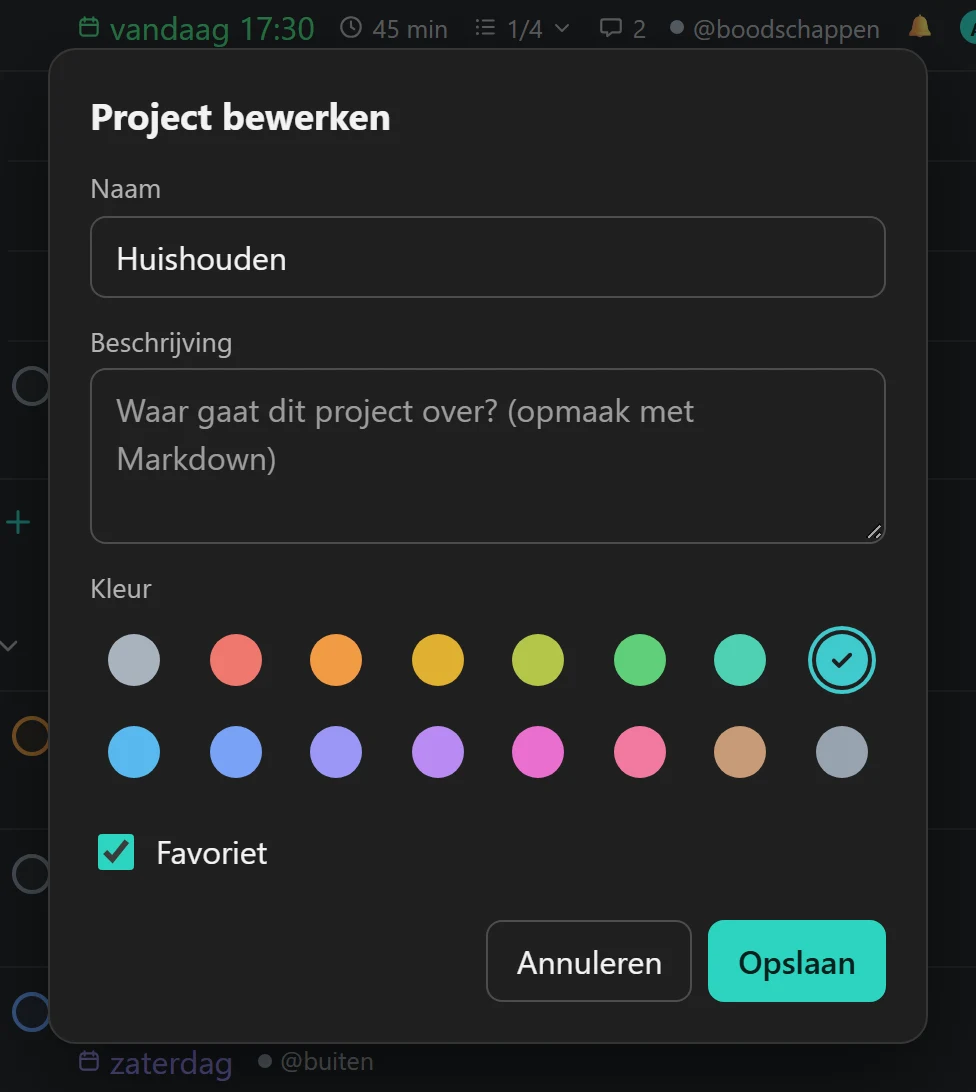 vandaag 17:30 45 min 1/4 2 @boodschappen
Project bewerken
Naam
Huishouden
Beschrijving
Waar gaat dit project over? (opmaak met
Markdown)
Kleur
Favoriet
Annuleren Opslaan
zaterdag @buiten